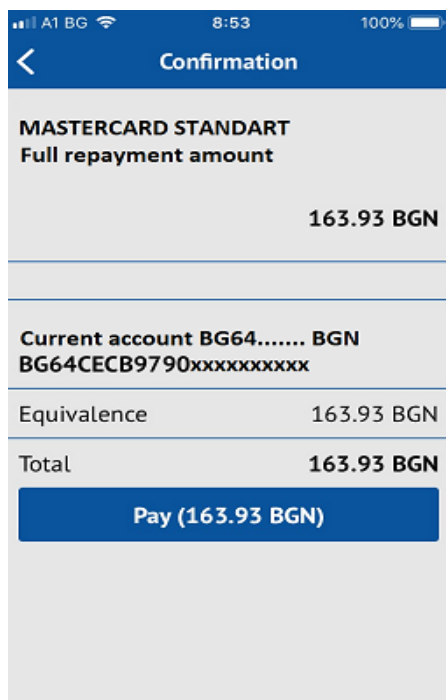 A1 BG 8:53 100%
Confirmation
MASTERCARD STANDART
Full repayment amount
163.93 BGN
Current account BG64....... BGN
BG64CECB9790xxxxxxxxxx
Equivalence 163.93 BGN
Total 163.93 BGN
Pay (163.93 BGN)